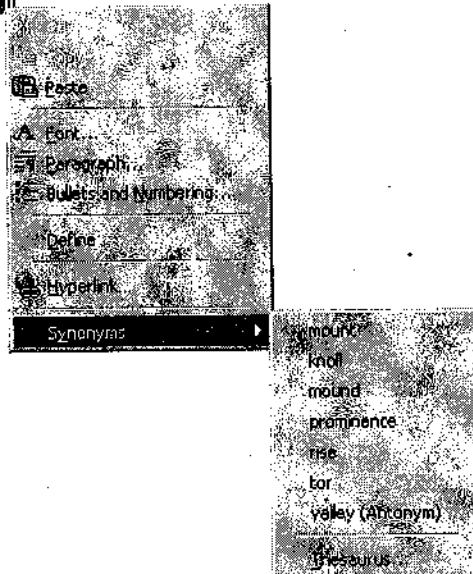 Copy
Paste
Font...
Paragraph...
Bullets and Numbering...
Define
Hyperlink...
Synonyms
mount
knoll
mound
prominence
rise
tor
valley (Antonym)
Thesaurus...